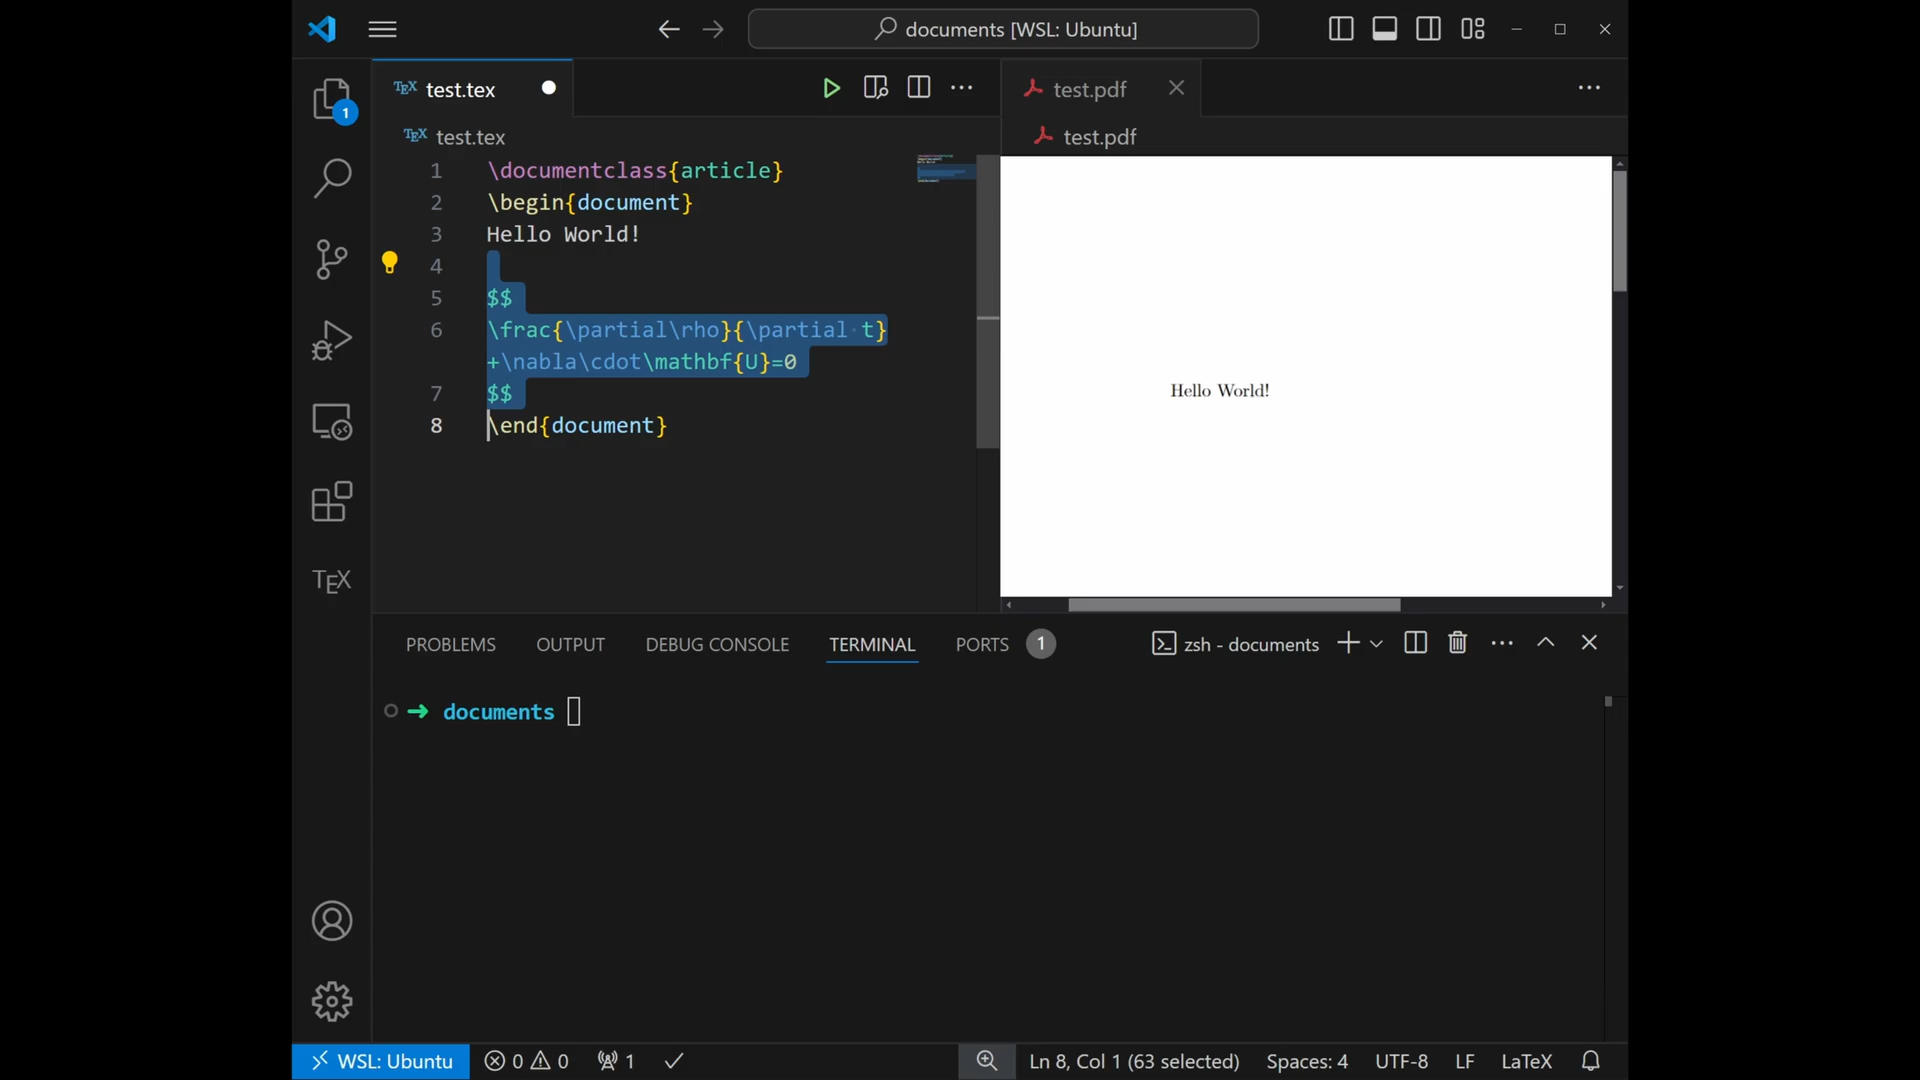 documents [WSL: Ubuntu]
TEX test.tex
test.pdf
TEX test.tex
test.pdf
1
1 \documentclass{article}
2 \begin{document}
3 Hello World!
4
5 $$
6 \frac{\partial\rho}{\partial·t}
+\nabla\cdot\mathbf{U}=0
7 $$
8 \end{document}
Hello World!
TEX
PROBLEMS OUTPUT DEBUG CONSOLE TERMINAL PORTS 1 zsh - documents
documents
WSL: Ubuntu 0 0 1 Ln 8, Col 1 (63 selected) Spaces: 4 UTF-8 LF LaTeX